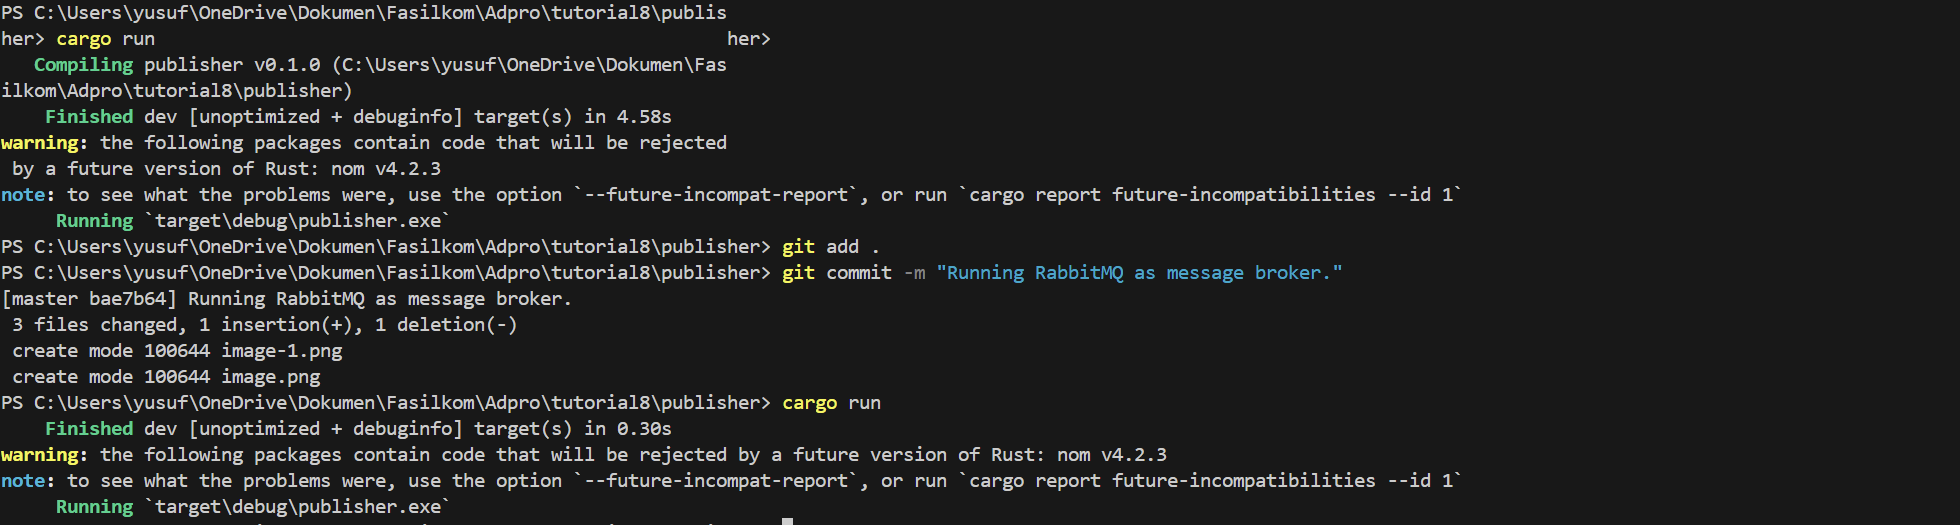 PS C:\Users\yusuf\OneDrive\Dokumen\Fasilkom\Adpro\tutorial8\publis
her> cargo run her>
Compiling publisher v0.1.0 (C:\Users\yusuf\OneDrive\Dokumen\Fas
ilkom\Adpro\tutorial8\publisher)
Finished dev [unoptimized + debuginfo] target(s) in 4.58s
warning: the following packages contain code that will be rejected
by a future version of Rust: nom v4.2.3
note: to see what the problems were, use the option `--future-incompat-report`, or run `cargo report future-incompatibilities --id 1`
Running `target\debug\publisher.exe`
PS C:\Users\yusuf\OneDrive\Dokumen\Fasilkom\Adpro\tutorial8\publisher> git add .
PS C:\Users\yusuf\OneDrive\Dokumen\Fasilkom\Adpro\tutorial8\publisher> git commit -m "Running RabbitMQ as message broker."
[master bae7b64] Running RabbitMQ as message broker.
3 files changed, 1 insertion(+), 1 deletion(-)
create mode 100644 image-1.png
create mode 100644 image.png
PS C:\Users\yusuf\OneDrive\Dokumen\Fasilkom\Adpro\tutorial8\publisher> cargo run
Finished dev [unoptimized + debuginfo] target(s) in 0.30s
warning: the following packages contain code that will be rejected by a future version of Rust: nom v4.2.3
note: to see what the problems were, use the option `--future-incompat-report`, or run `cargo report future-incompatibilities --id 1`
Running `target\debug\publisher.exe`